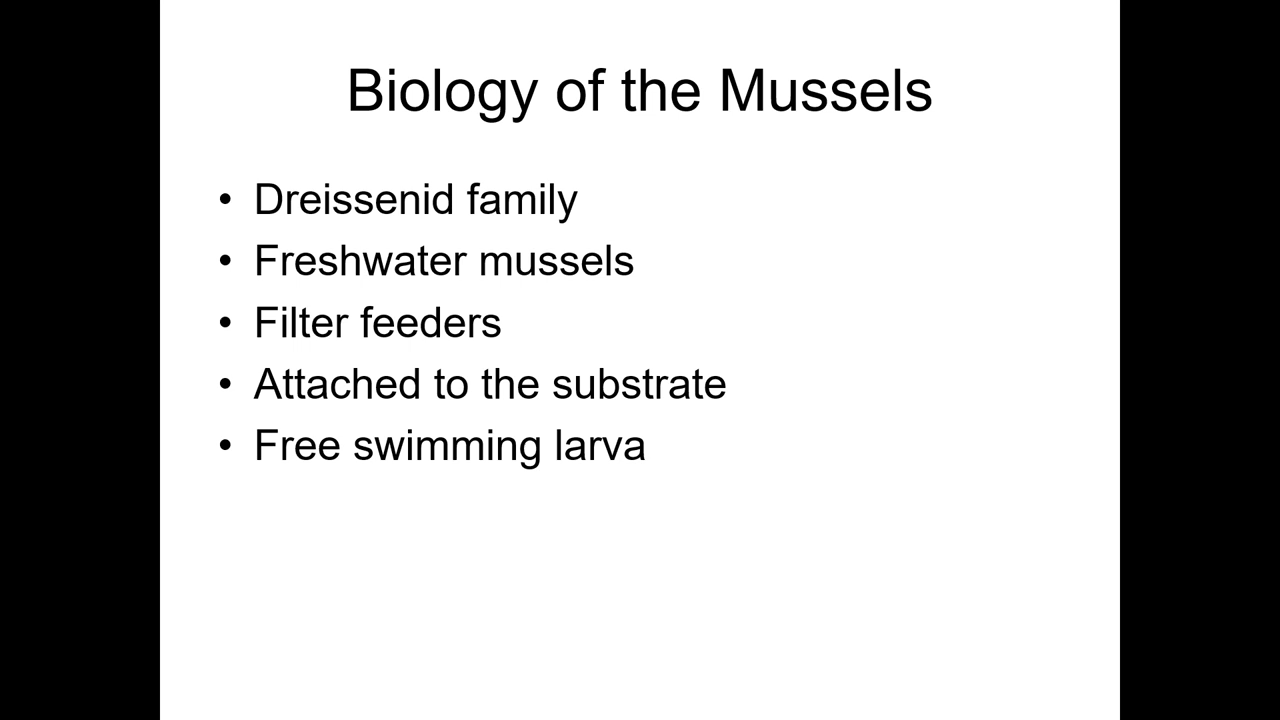 Biology of the Mussels
• Dreissenid family
• Freshwater mussels
• Filter feeders
• Attached to the substrate
• Free swimming larva